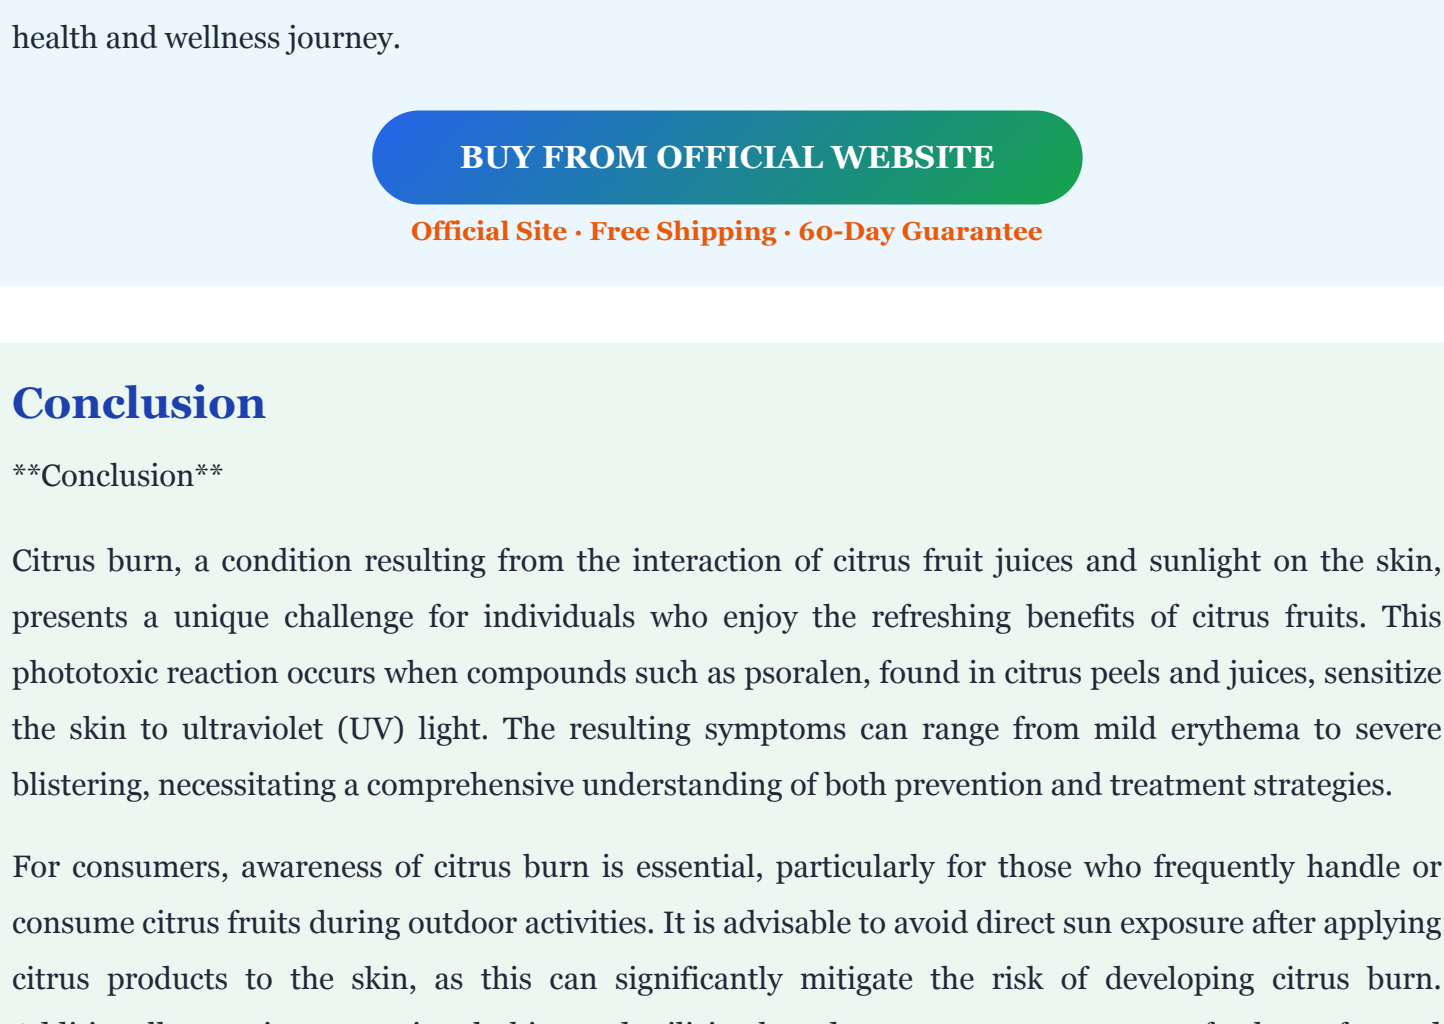 health and wellness journey.
BUY FROM OFFICIAL WEBSITE
Official Site · Free Shipping · 60-Day Guarantee
Conclusion
**Conclusion**
Citrus burn, a condition resulting from the interaction of citrus fruit juices and sunlight on the skin,
presents a unique challenge for individuals who enjoy the refreshing benefits of citrus fruits. This
phototoxic reaction occurs when compounds such as psoralen, found in citrus peels and juices, sensitize
the skin to ultraviolet (UV) light. The resulting symptoms can range from mild erythema to severe
blistering, necessitating a comprehensive understanding of both prevention and treatment strategies.
For consumers, awareness of citrus burn is essential, particularly for those who frequently handle or
consume citrus fruits during outdoor activities. It is advisable to avoid direct sun exposure after applying
citrus products to the skin, as this can significantly mitigate the risk of developing citrus burn.